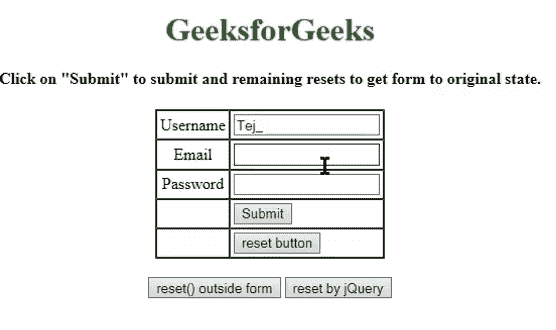 GeeksforGeeks
Click on "Submit" to submit and remaining resets to get form to original state.
Username Tej_
Email
Password
Submit
reset button
reset() outside form reset by jQuery